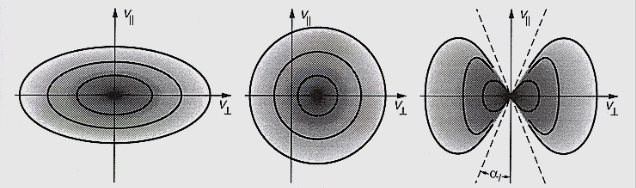 v∥ v∥ v∥
v⊥ v⊥ v⊥
αl